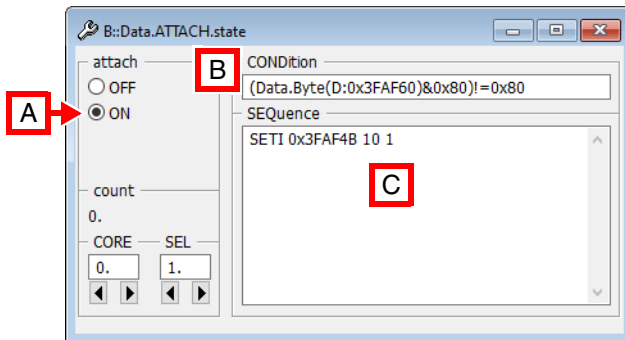 B::Data.ATTACH.state
attach
OFF
ON
A
count
0.
CORE SEL
0. 1.
B
CONDition
(Data.Byte(D:0x3FAF60)&0x80)!=0x80
SEQuence
SETI 0x3FAF4B 10 1
C